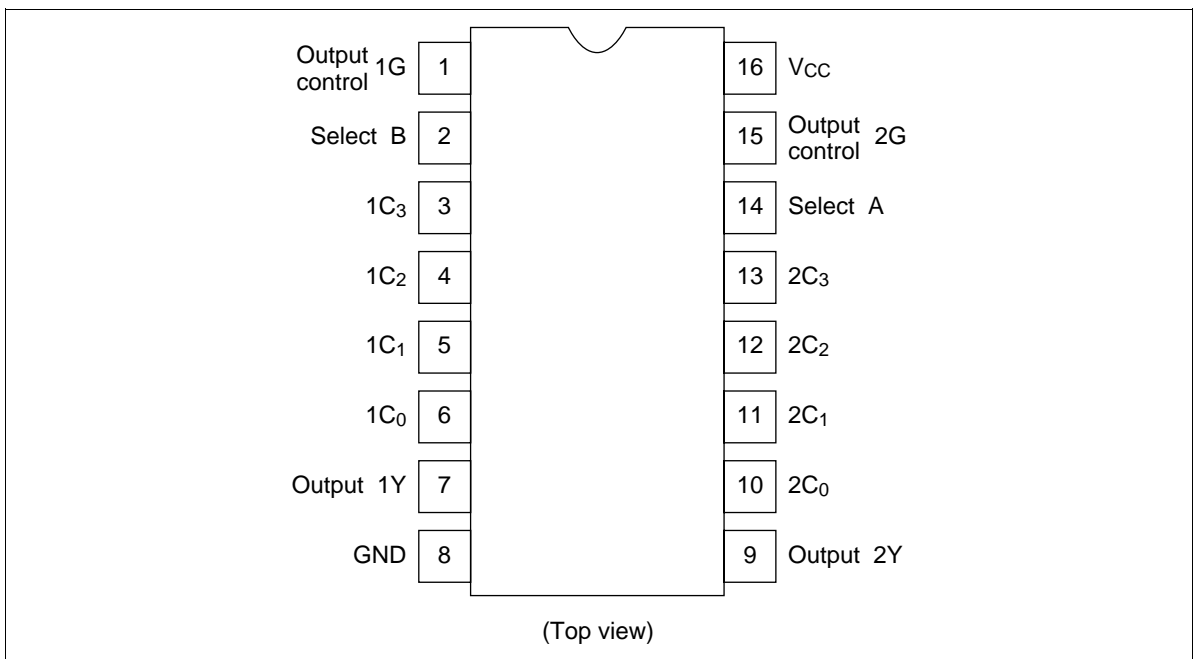 Output control 1G 1
Select B 2
1C3 3
1C2 4
1C1 5
1C0 6
Output 1Y 7
GND 8
16 VCC
15 Output control 2G
14 Select A
13 2C3
12 2C2
11 2C1
10 2C0
9 Output 2Y
(Top view)